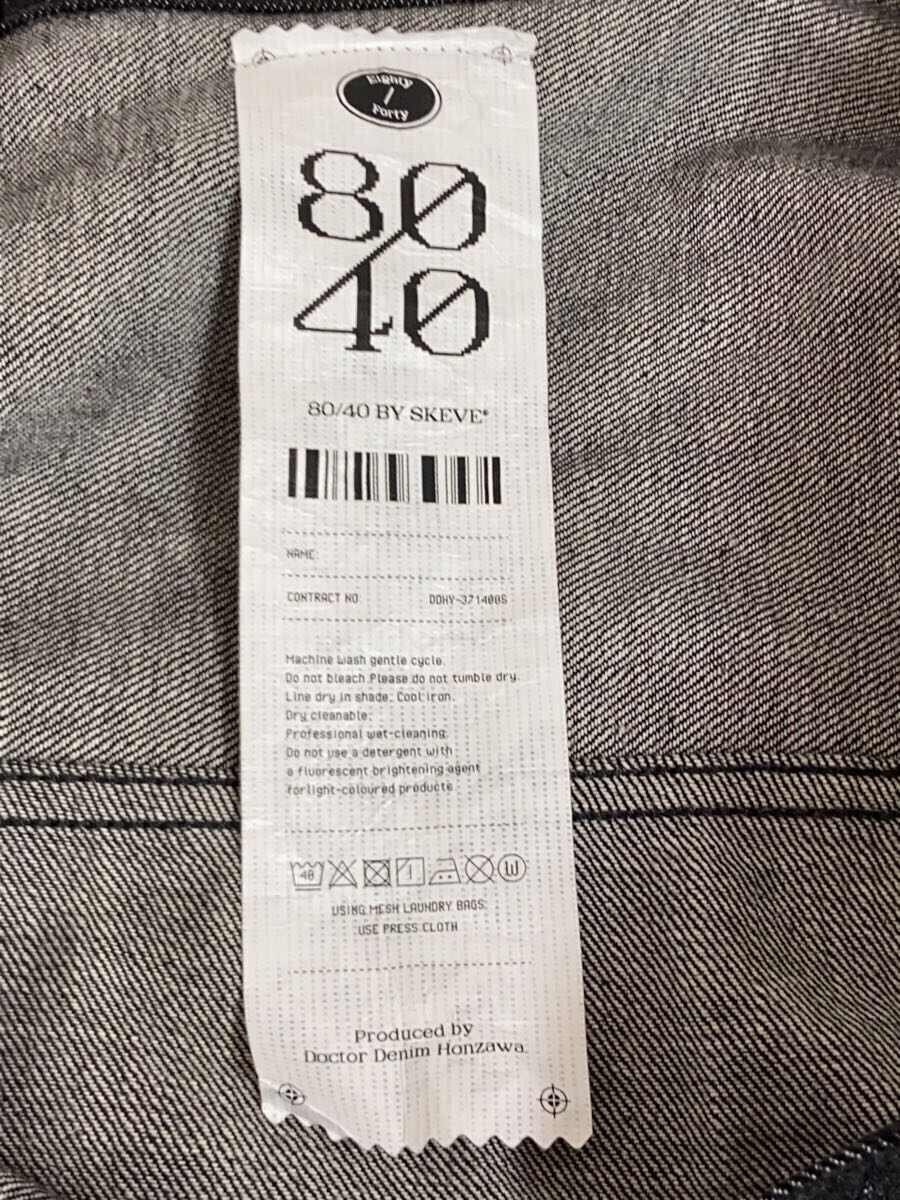 Eighty
/
Forty
80
40
80/40 BY SKEVE®
NAME:
CONTRACT NO DDHY-371400S
Machine wash gentle cycle.
Do not bleach.Please do not tumble dry.
Line dry in shade. Cool iron.
Dry cleanable.
Professional wet-cleaning.
Do not use a detergent with
a fluorescent brightening agent
for light-coloured products
40 W
USING MESH LAUNDRY BAGS.
USE PRESS CLOTH
Produced by
Doctor Denim Honzawa.